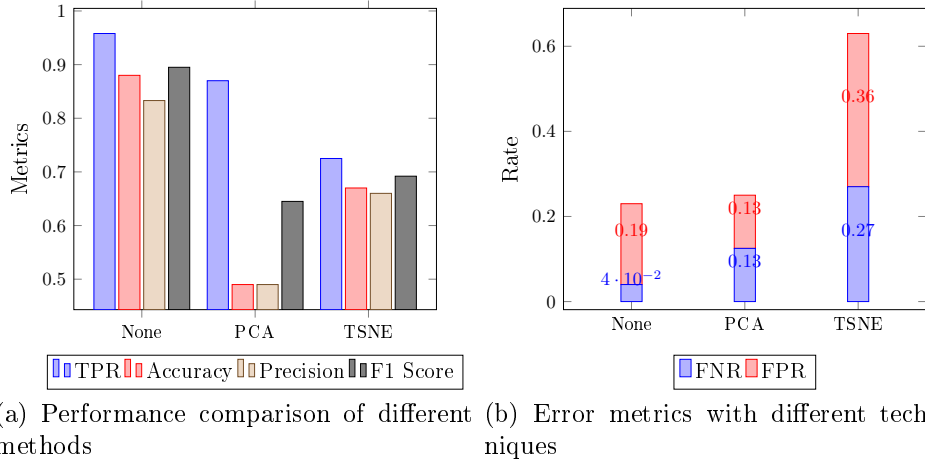 1
0.9
0.8
0.7
0.6
0.5
Metrics
None PCA TSNE
TPR Accuracy Precision F1 Score
(a) Performance comparison of different
methods
0.6
0.4
0.2
0
Rate
0.36
0.19
0.13
0.27
4 · 10⁻²
0.13
None PCA TSNE
FNR FPR
(b) Error metrics with different tech-
niques